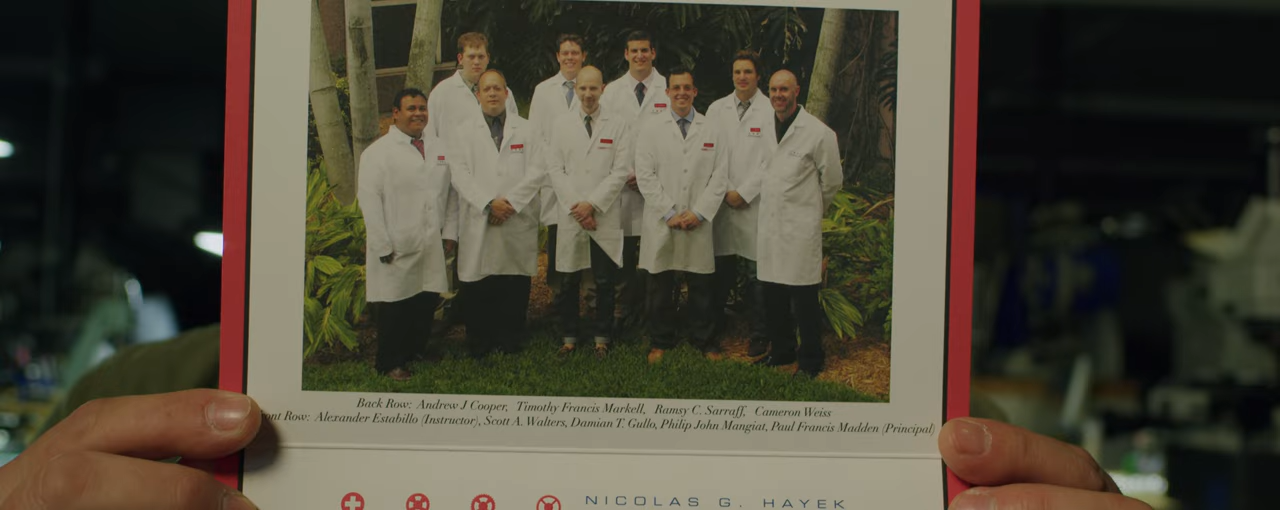 Back Row: Andrew J Cooper, Timothy Francis Markell, Ramsy C. Sarraff, Cameron Weiss
Row: Alexander Estabillo (Instructor), Scott A. Walters, Damian T. Gullo, Philip John Mangiat, Paul Francis Madden (Principal)
NICOLAS G. HAYEK